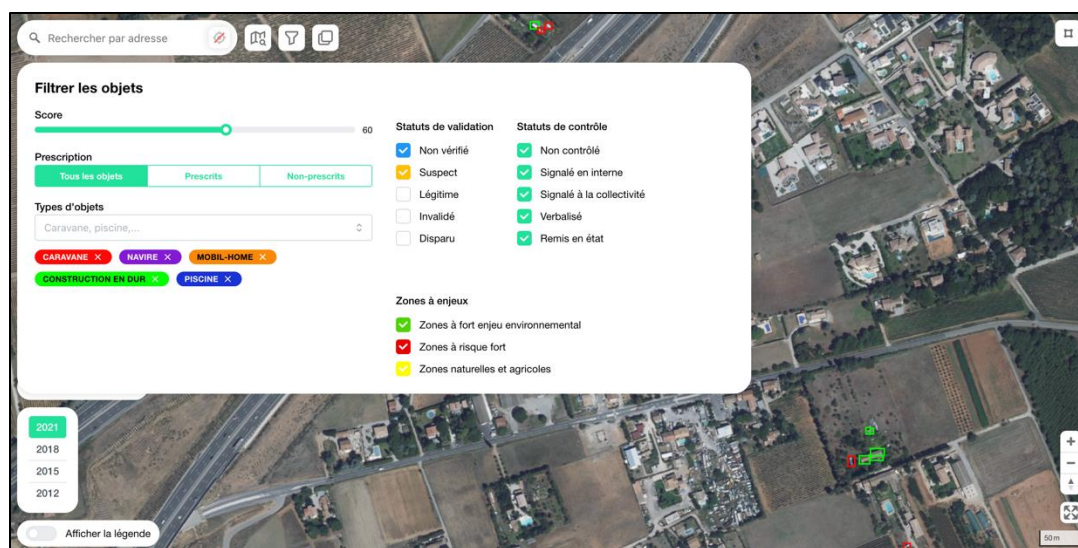 Rechercher par adresse
Filtrer les objets
Score
60
Prescription
Tous les objets Prescrits Non-prescrits
Types d'objets
Caravane, piscine,...
CARAVANE × NAVIRE × MOBIL-HOME ×
CONSTRUCTION EN DUR × PISCINE ×
Statuts de validation
Non vérifié
Suspect
Légitime
Invalidé
Disparu
Statuts de contrôle
Non contrôlé
Signalé en interne
Signalé à la collectivité
Verbalisé
Remis en état
Zones à enjeux
Zones à fort enjeu environnemental
Zones à risque fort
Zones naturelles et agricoles
2021
2018
2015
2012
Afficher la légende
50 m